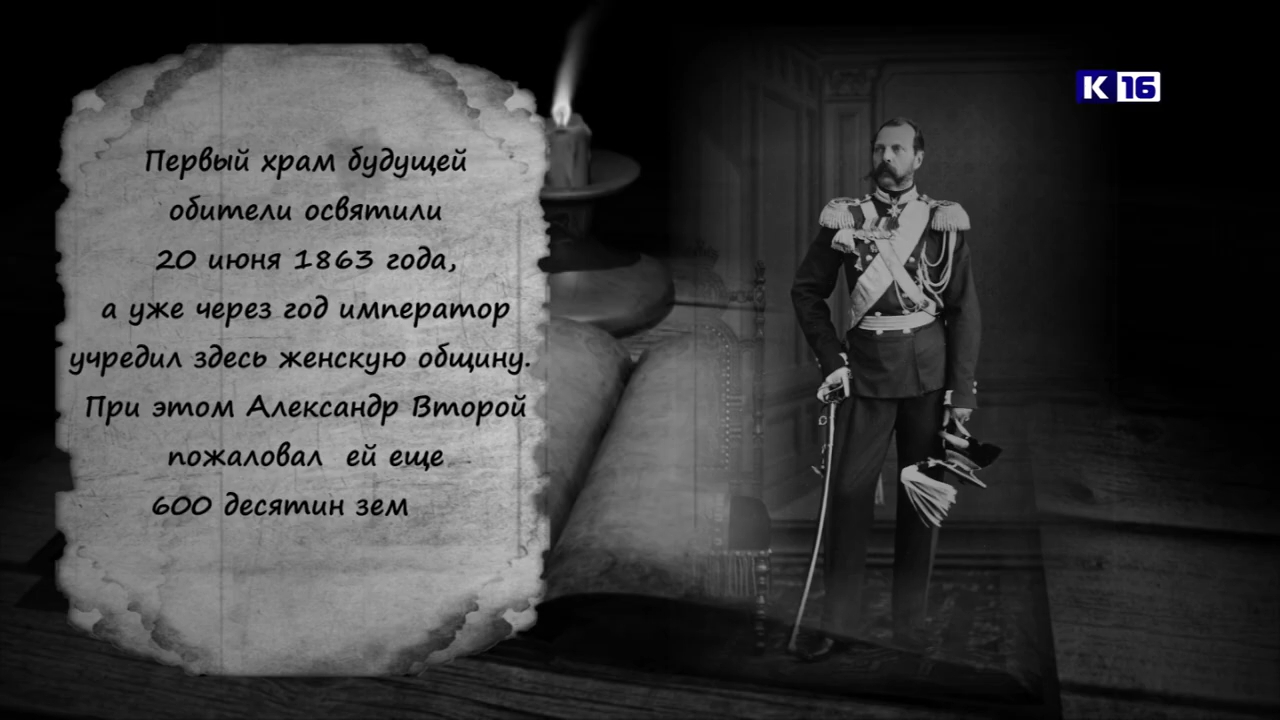 Первый храм будущей
обители освятили
20 июня 1863 года,
а уже через год император
учредил здесь женскую общину.
При этом Александр Второй
пожаловал ей еще
600 десятин зем
К 16